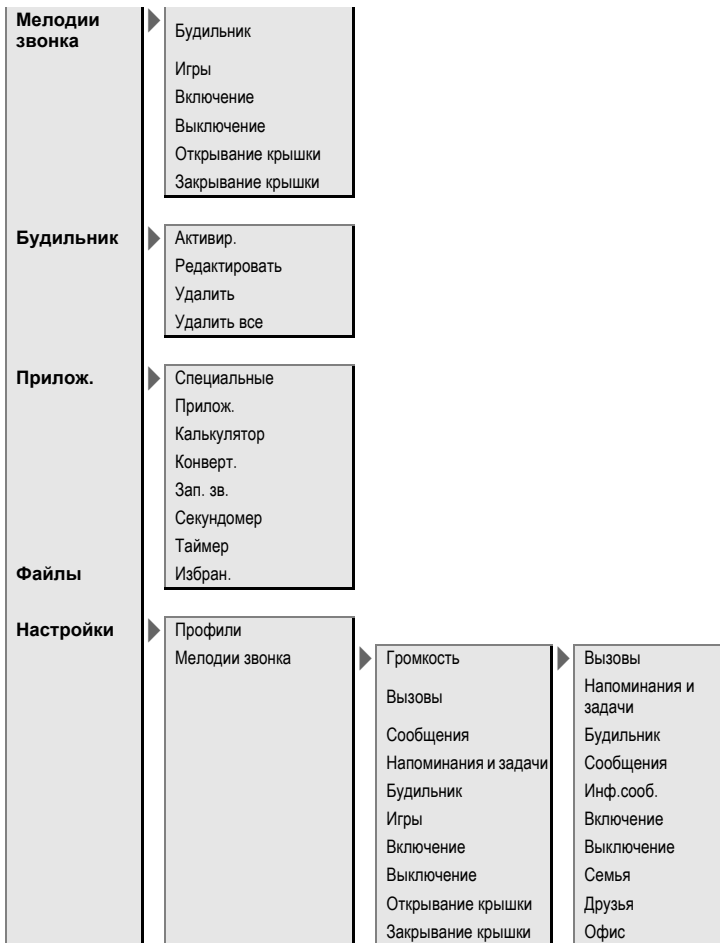 Мелодии
звонка
Будильник
Игры
Включение
Выключение
Открывание крышки
Закрывание крышки
Будильник
Активир.
Редактировать
Удалить
Удалить все
Прилож.
Специальные
Прилож.
Калькулятор
Конверт.
Зап. зв.
Секундомер
Таймер
Файлы
Избран.
Настройки
Профили
Мелодии звонка
Громкость
Вызовы
Сообщения
Напоминания и задачи
Будильник
Игры
Включение
Выключение
Открывание крышки
Закрывание крышки
Вызовы
Напоминания и
задачи
Будильник
Сообщения
Инф.сооб.
Включение
Выключение
Семья
Друзья
Офис